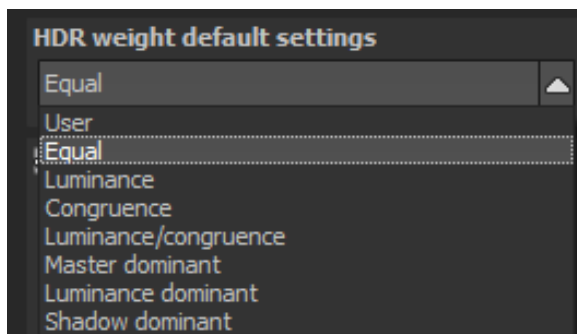 HDR weight default settings
Equal
User
Equal
Luminance
Congruence
Luminance/congruence
Master dominant
Luminance dominant
Shadow dominant